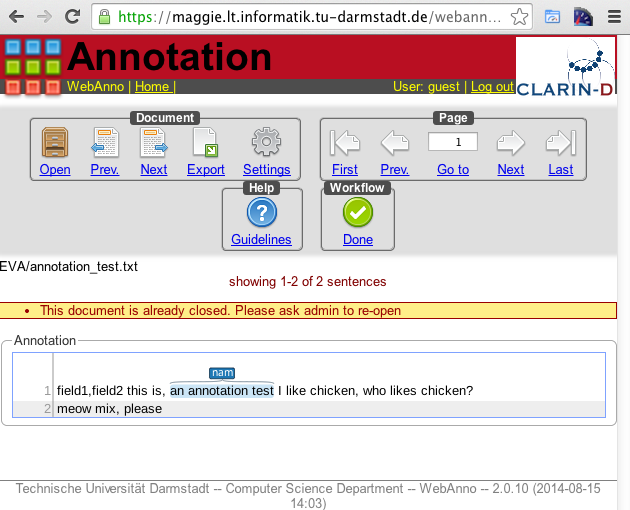 https://maggie.lt.informatik.tu-darmstadt.de/webann...
Annotation
WebAnno | Home |
User: guest | Log out
CLARIN-D
Document
Open Prev. Next Export Settings
Page
1
First Prev. Go to Next Last
Help
Guidelines
Workflow
Done
EVA/annotation_test.txt
showing 1-2 of 2 sentences
• This document is already closed. Please ask admin to re-open
Annotation
nam
1 field1,field2 this is, an annotation test I like chicken, who likes chicken?
2 meow mix, please
Technische Universität Darmstadt -- Computer Science Department -- WebAnno -- 2.0.10 (2014-08-15
14:03)